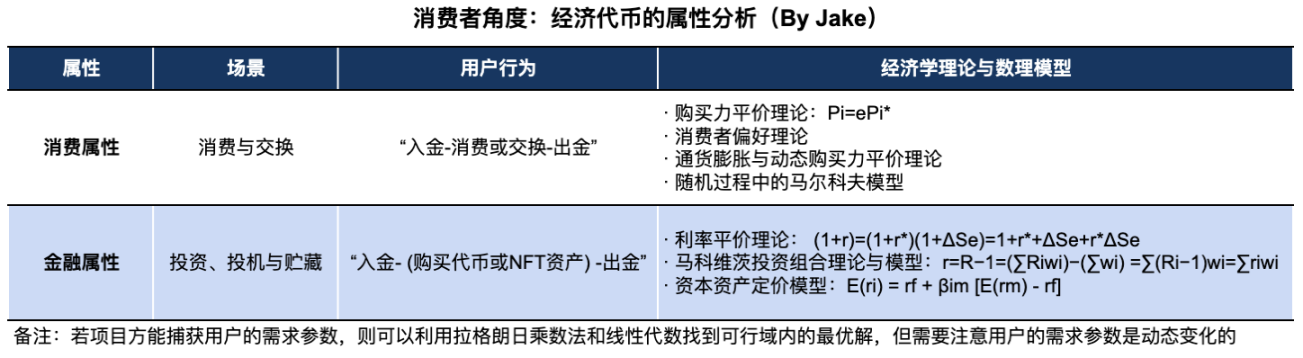 消费者角度：经济代币的属性分析（By Jake）
属性 场景 用户行为 经济学理论与数理模型
消费属性 消费与交换 “入金-消费或交换-出金”
· 购买力平价理论：Pi=ePi*
· 消费者偏好理论
· 通货膨胀与动态购买力平价理论
· 随机过程中的马尔科夫模型
金融属性 投资、投机与贮藏 “入金- (购买代币或NFT资产) -出金”
· 利率平价理论： (1+r)=(1+r*)(1+ΔSe)=1+r*+ΔSe+r*ΔSe
· 马科维茨投资组合理论与模型：r=R−1=(∑Riwi)−(∑wi) =∑(Ri−1)wi=∑riwi
· 资本资产定价模型：E(ri) = rf + βim [E(rm) - rf]
备注：若项目方能捕获用户的需求参数，则可以利用拉格朗日乘数法和线性代数找到可行域内的最优解，但需要注意用户的需求参数是动态变化的